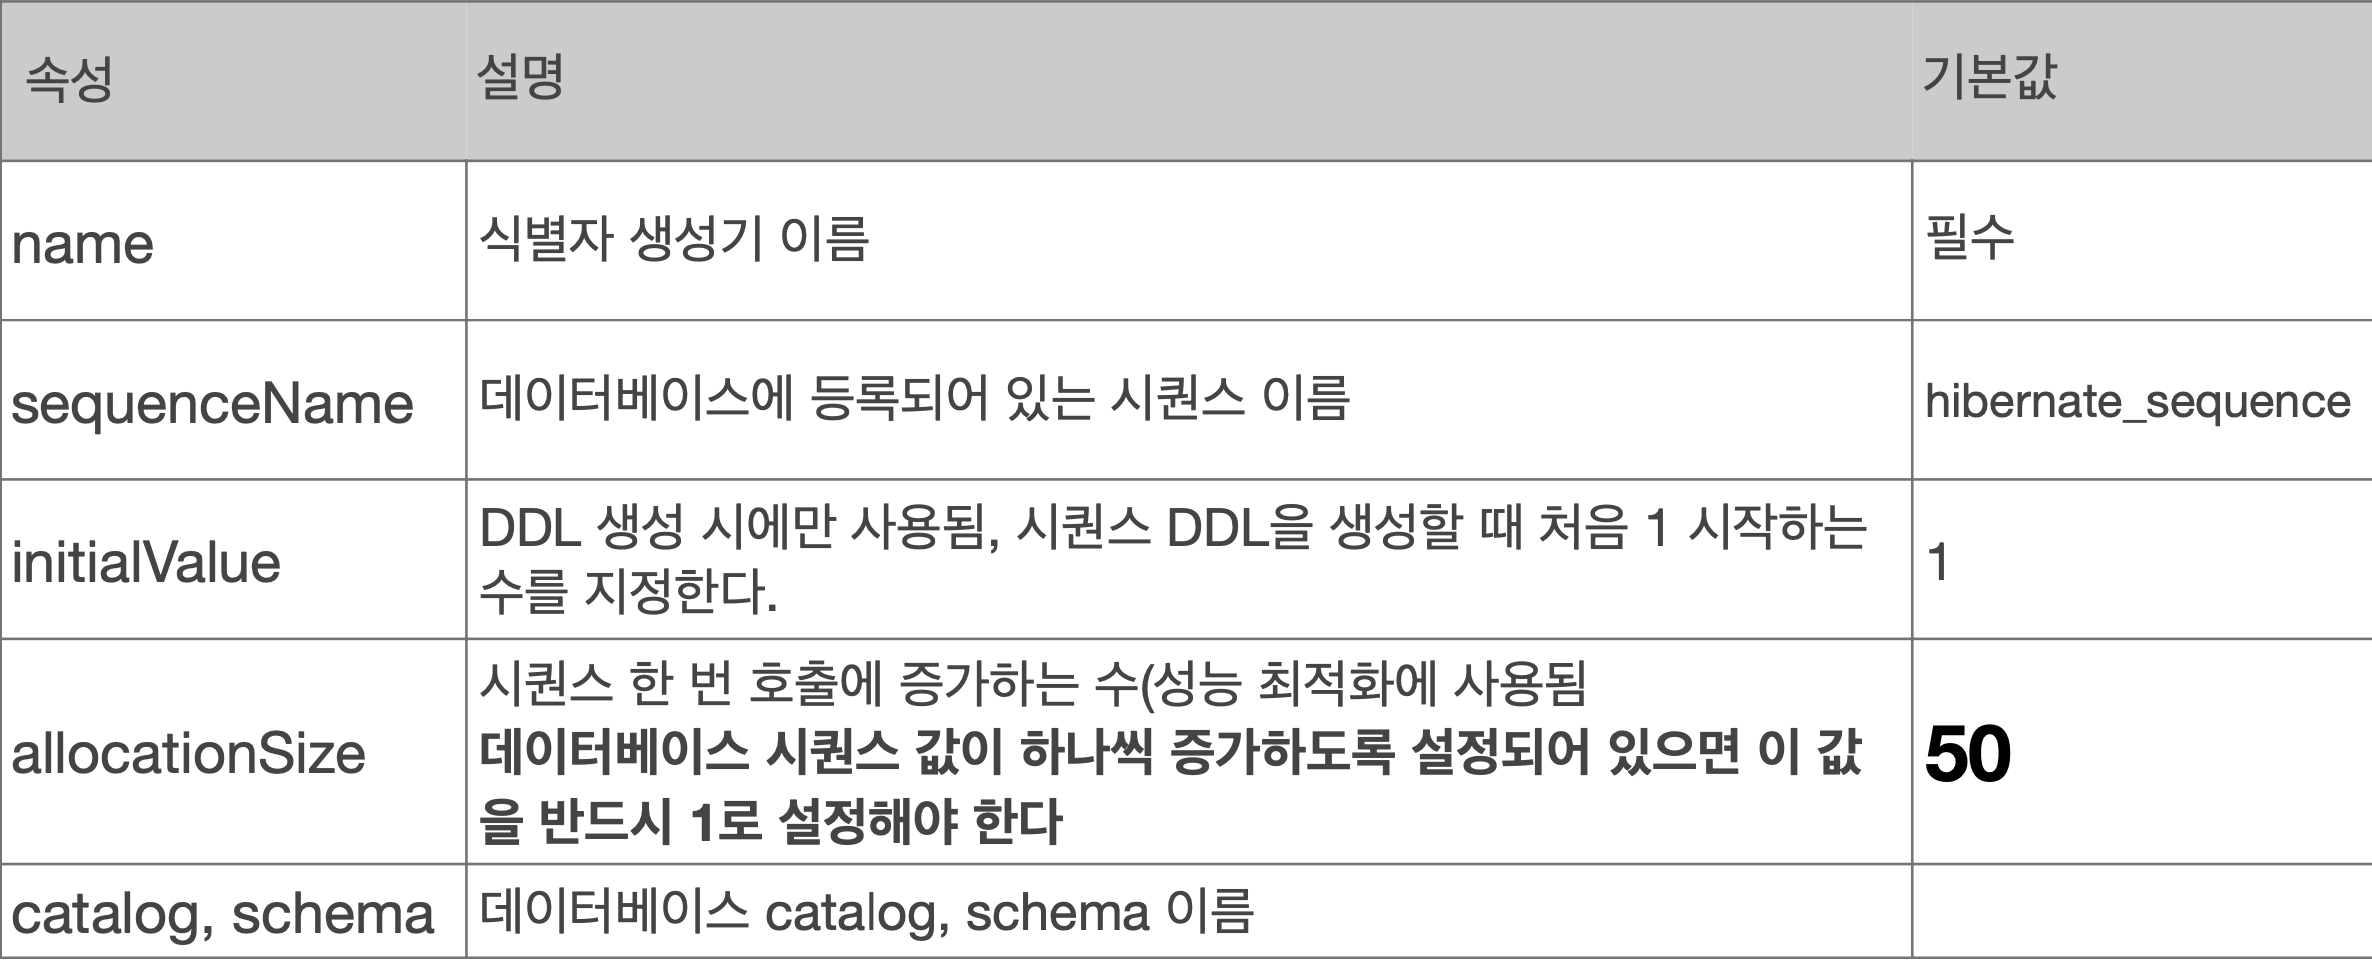 속성 설명 기본값
name 식별자 생성기 이름 필수
sequenceName 데이터베이스에 등록되어 있는 시퀀스 이름 hibernate_sequence
initialValue DDL 생성 시에만 사용됨, 시퀀스 DDL을 생성할 때 처음 1 시작하는 1
수를 지정한다.
allocationSize 시퀀스 한 번 호출에 증가하는 수(성능 최적화에 사용됨 50
데이터베이스 시퀀스 값이 하나씩 증가하도록 설정되어 있으면 이 값
을 반드시 1로 설정해야 한다
catalog, schema 데이터베이스 catalog, schema 이름